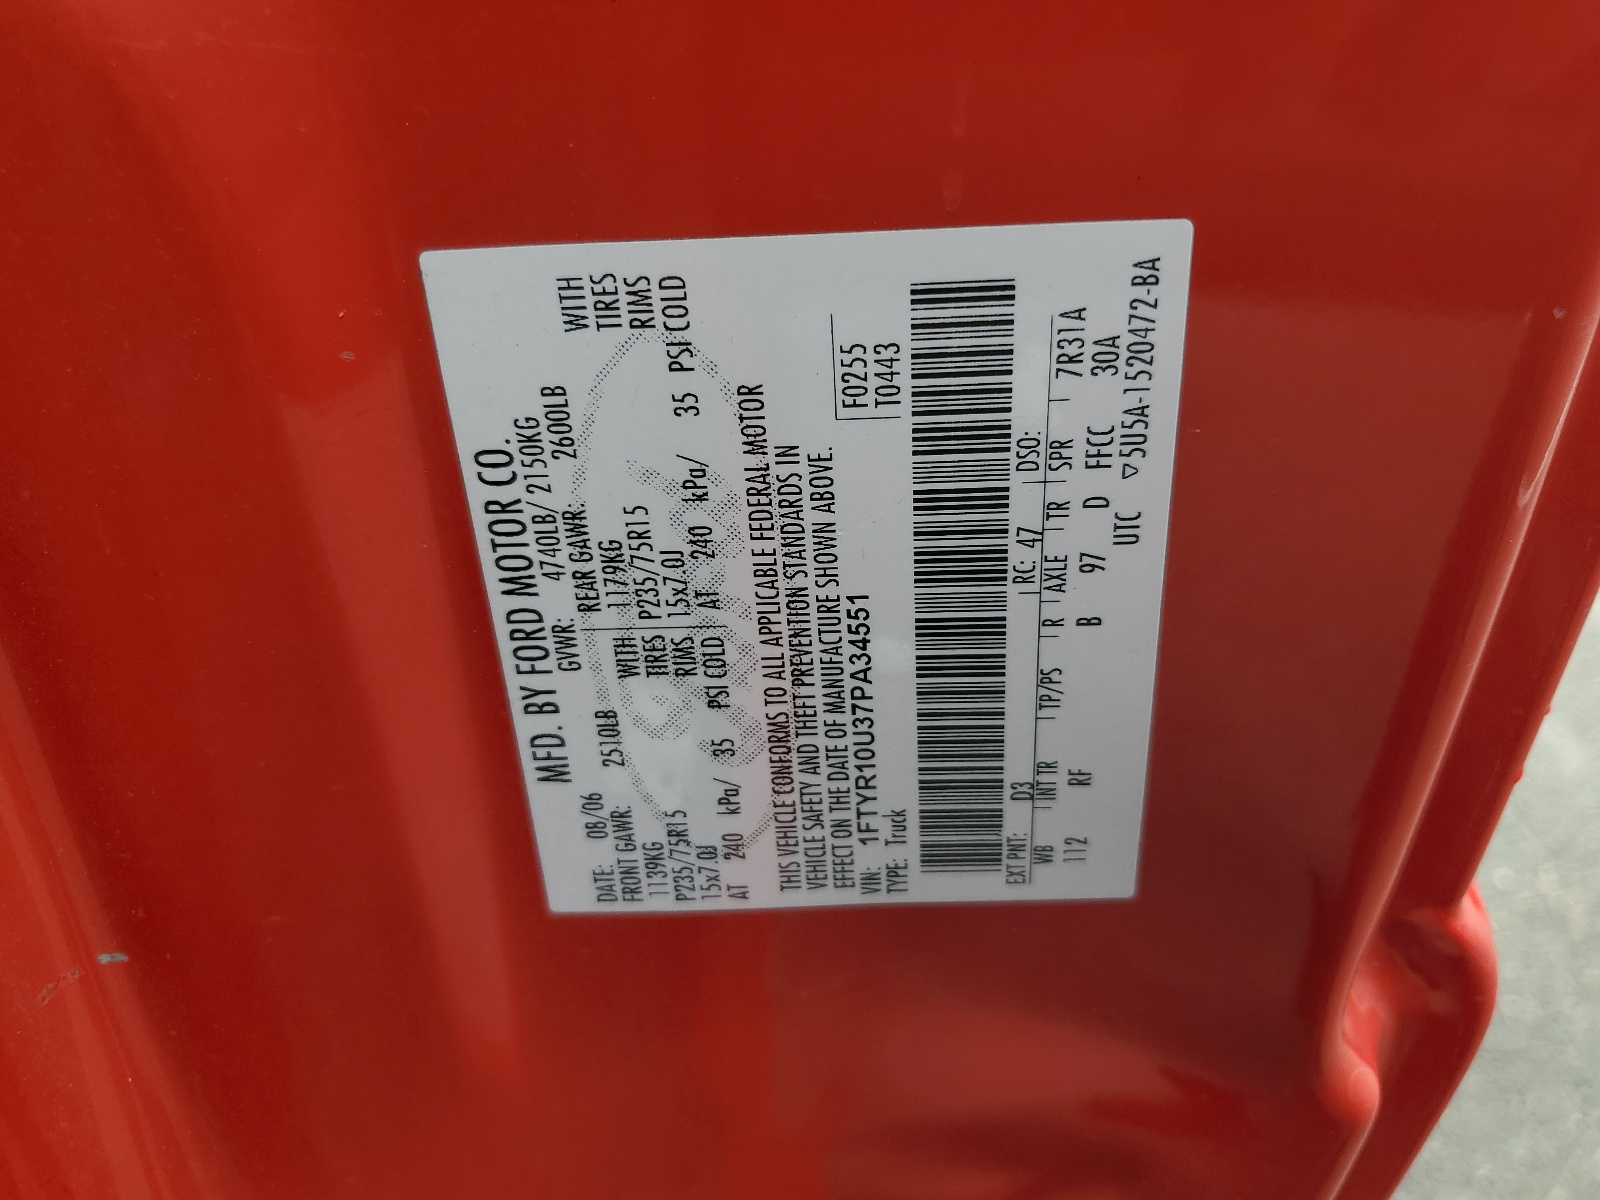 MFD. BY FORD MOTOR CO.
DATE: 08/06 GVWR: 4740LB/2150KG
FRONT GAWR: 2510LB REAR GAWR: 2600LB
1139KG WITH 1179KG WITH
P235/75R15 TIRES P235/75R15 TIRES
15x7.0J RIMS 15x7.0J RIMS
AT 240 kPa/ 35 PSI COLD AT 240 kPa/ 35 PSI COLD
THIS VEHICLE CONFORMS TO ALL APPLICABLE FEDERAL MOTOR
VEHICLE SAFETY AND THEFT PREVENTION STANDARDS IN
EFFECT ON THE DATE OF MANUFACTURE SHOWN ABOVE.
VIN: 1FTYR10U37PA34551 F0255
TYPE: Truck T0443
EXT PNT: D3 RC: 47 DSO:
WB INT TR TP/PS R AXLE TR SPR 7R31A
112 RF B 97 D FFCC 30A
UTC ▽5U5A-1520472-BA